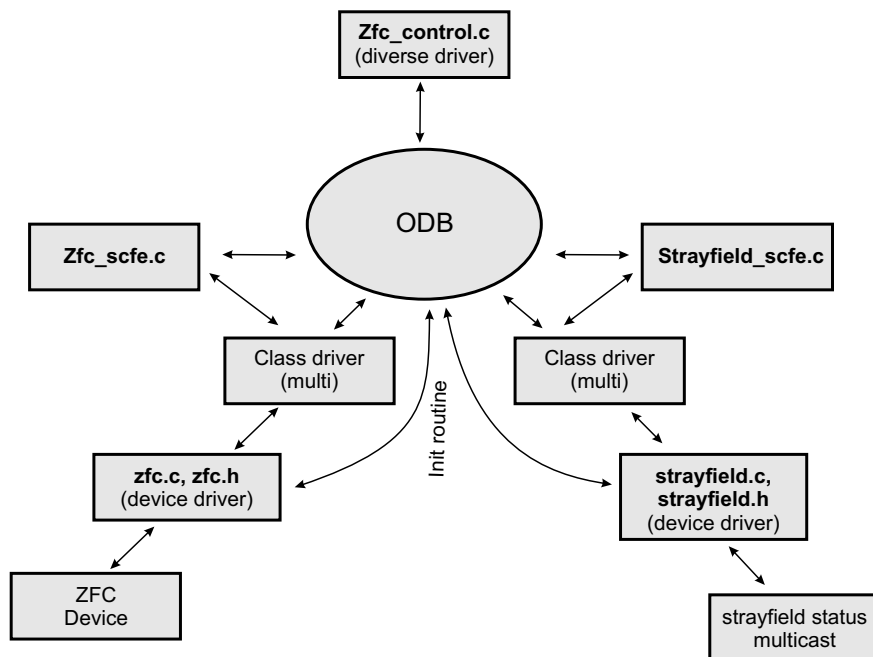 Zfc_control.c
(diverse driver)
ODB
Zfc_scfe.c
Strayfield_scfe.c
Class driver
(multi)
Class driver
(multi)
Init routine
zfc.c, zfc.h
(device driver)
strayfield.c,
strayfield.h
(device driver)
ZFC
Device
strayfield status
multicast